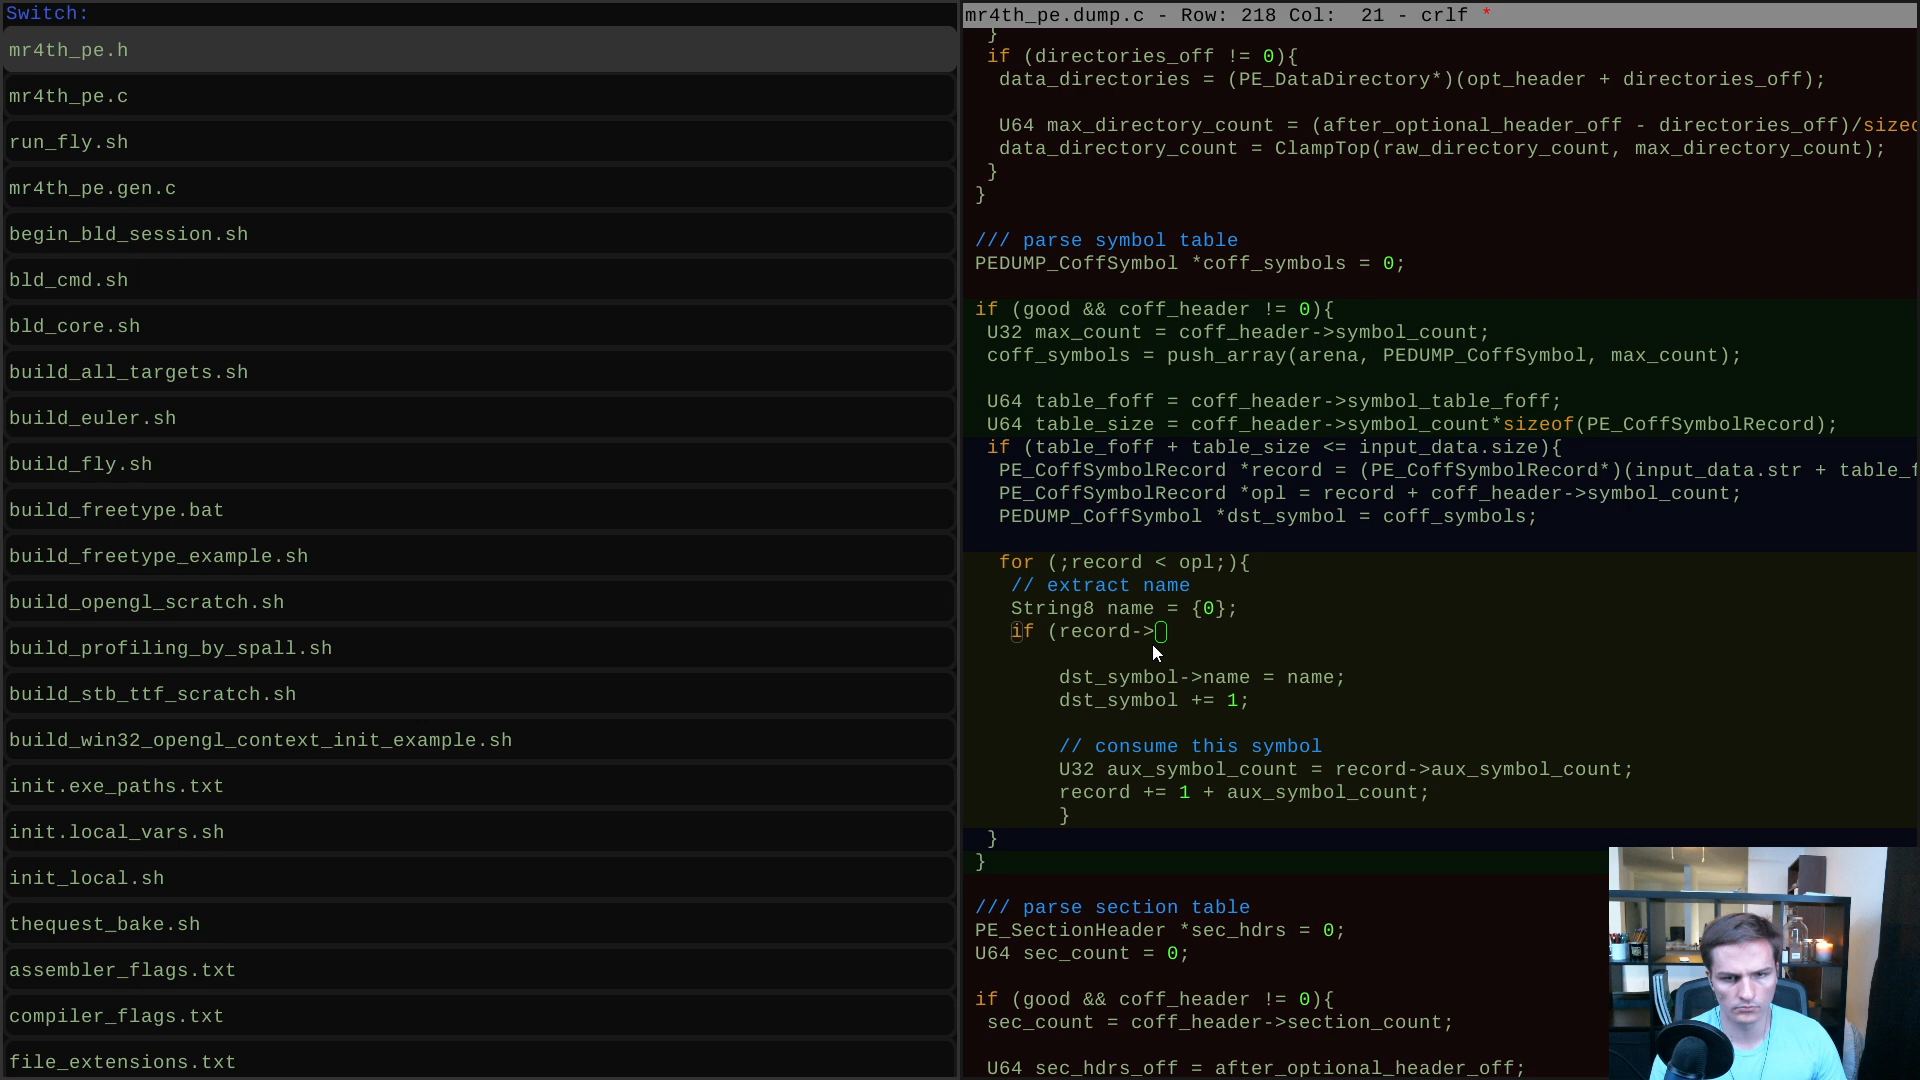 Switch:
mr4th_pe.h
mr4th_pe.c
run_fly.sh
mr4th_pe.gen.c
begin_bld_session.sh
bld_cmd.sh
bld_core.sh
build_all_targets.sh
build_euler.sh
build_fly.sh
build_freetype.bat
build_freetype_example.sh
build_opengl_scratch.sh
build_profiling_by_spall.sh
build_stb_ttf_scratch.sh
build_win32_opengl_context_init_example.sh
init.exe_paths.txt
init.local_vars.sh
init_local.sh
thequest_bake.sh
assembler_flags.txt
compiler_flags.txt
file_extensions.txt
mr4th_pe.dump.c - Row: 218 Col:  21 - crlf *
}
if (directories_off != 0){
data_directories = (PE_DataDirectory*)(opt_header + directories_off);
U64 max_directory_count = (after_optional_header_off - directories_off)/sizeo
data_directory_count = ClampTop(raw_directory_count, max_directory_count);
}
}
/// parse symbol table
PEDUMP_CoffSymbol *coff_symbols = 0;
if (good && coff_header != 0){
U32 max_count = coff_header->symbol_count;
coff_symbols = push_array(arena, PEDUMP_CoffSymbol, max_count);
U64 table_foff = coff_header->symbol_table_foff;
U64 table_size = coff_header->symbol_count*sizeof(PE_CoffSymbolRecord);
if (table_foff + table_size <= input_data.size){
PE_CoffSymbolRecord *record = (PE_CoffSymbolRecord*)(input_data.str + table_f
PE_CoffSymbolRecord *opl = record + coff_header->symbol_count;
PEDUMP_CoffSymbol *dst_symbol = coff_symbols;
for (;record < opl;){
// extract name
String8 name = {0};
if (record->
dst_symbol->name = name;
dst_symbol += 1;
// consume this symbol
U32 aux_symbol_count = record->aux_symbol_count;
record += 1 + aux_symbol_count;
}
}
}
/// parse section table
PE_SectionHeader *sec_hdrs = 0;
U64 sec_count = 0;
if (good && coff_header != 0){
sec_count = coff_header->section_count;
U64 sec_hdrs_off = after_optional_header_off;